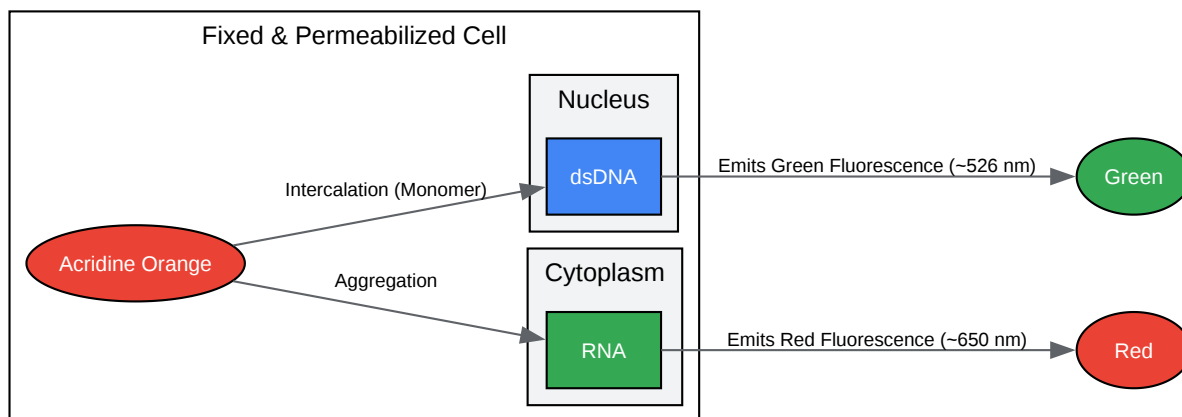 Fixed & Permeabilized Cell
Nucleus
dsDNA
Emits Green Fluorescence (~526 nm)
Green
Intercalation (Monomer)
Acridine Orange
Aggregation
Cytoplasm
RNA
Emits Red Fluorescence (~650 nm)
Red